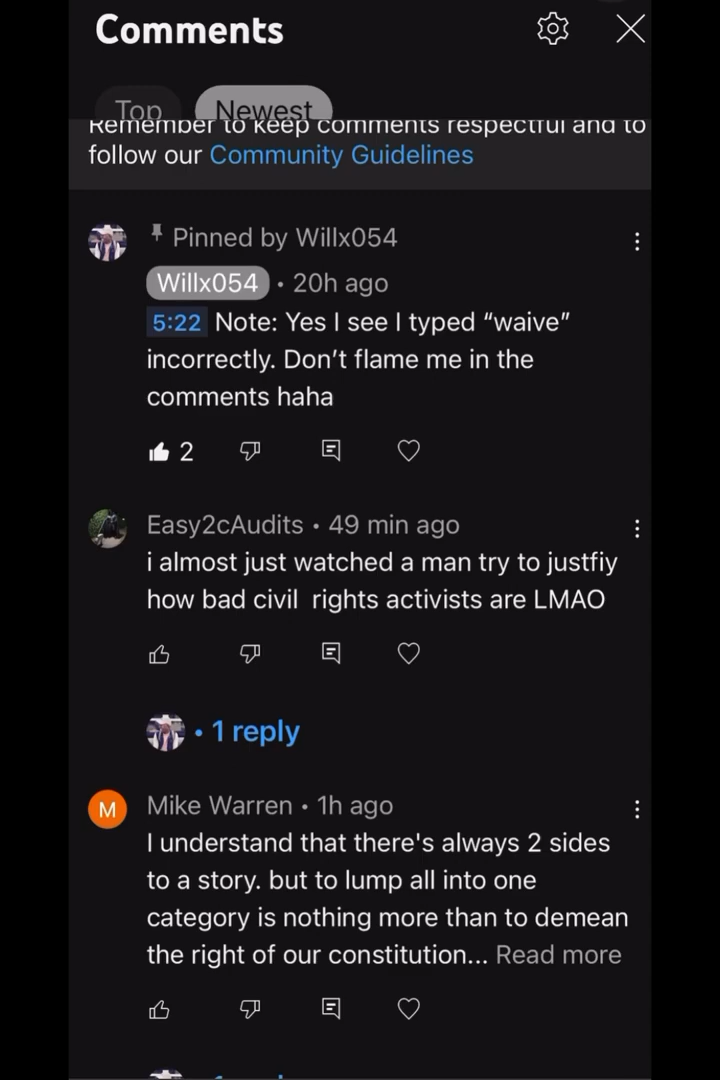 Comments
Top Newest
Remember to keep comments respectful and to
follow our Community Guidelines
Pinned by Willx054
Willx054 • 20h ago
5:22 Note: Yes I see I typed “waive”
incorrectly. Don’t flame me in the
comments haha
2
Easy2cAudits • 49 min ago
i almost just watched a man try to justfiy
how bad civil rights activists are LMAO
• 1 reply
M
Mike Warren • 1h ago
I understand that there's always 2 sides
to a story. but to lump all into one
category is nothing more than to demean
the right of our constitution... Read more